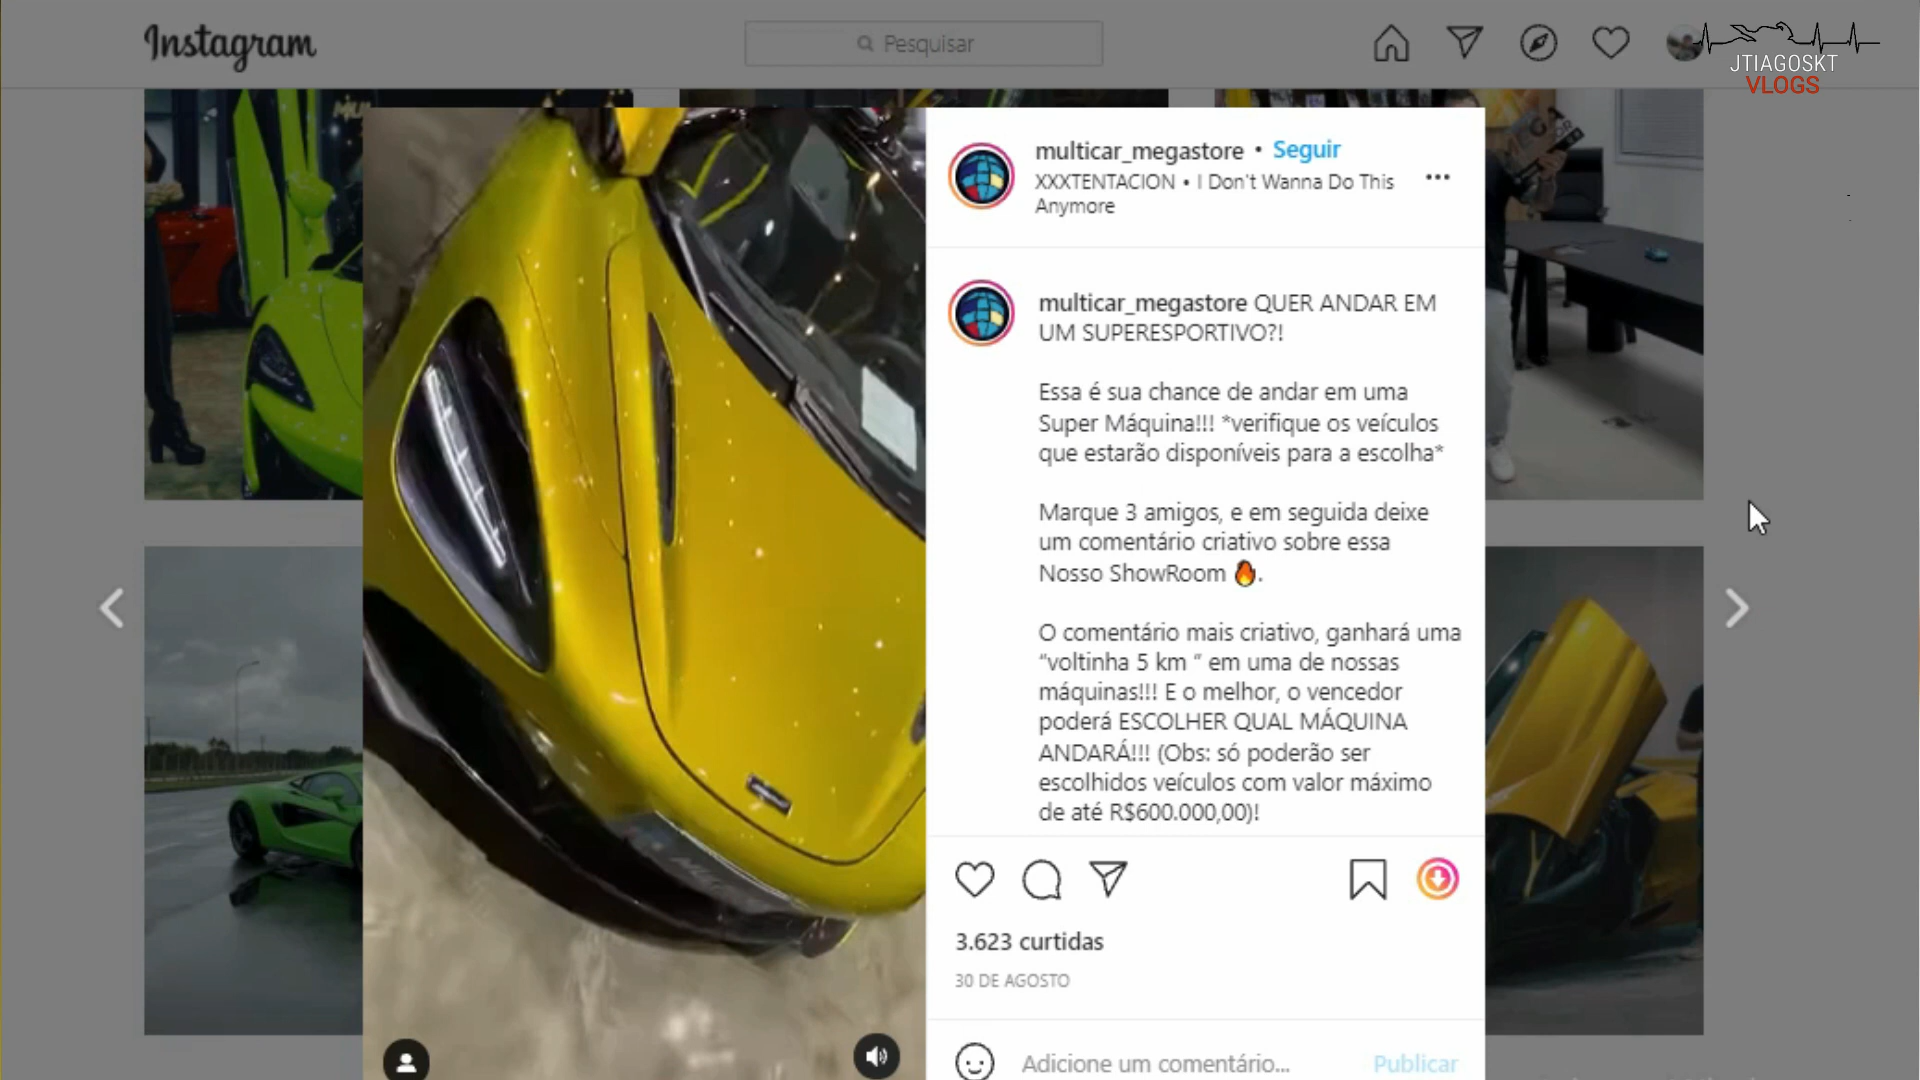 Instagram
Pesquisar
JTIAGOSKT
VLOGS
multicar_megastore • Seguir
XXXTENTACION • I Don't Wanna Do This
Anymore
multicar_megastore QUER ANDAR EM
UM SUPERESPORTIVO?!
Essa é sua chance de andar em uma
Super Máquina!!! *verifique os veículos
que estarão disponíveis para a escolha*
Marque 3 amigos, e em seguida deixe
um comentário criativo sobre essa
Nosso ShowRoom 🔥.
O comentário mais criativo, ganhará uma
“voltinha 5 km ” em uma de nossas
máquinas!!! E o melhor, o vencedor
poderá ESCOLHER QUAL MÁQUINA
ANDARÁ!!! (Obs: só poderão ser
escolhidos veículos com valor máximo
de até R$600.000,00)!
3.623 curtidas
30 DE AGOSTO
Adicione um comentário...
Publicar